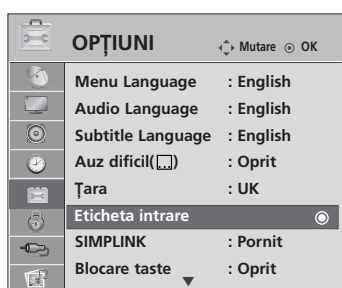 OPȚIUNI Mutare OK
Menu Language : English
Audio Language : English
Subtitle Language : English
Auz dificil( ) : Oprit
Țara : UK
Eticheta intrare
SIMPLINK : Pornit
Blocare taste : Oprit